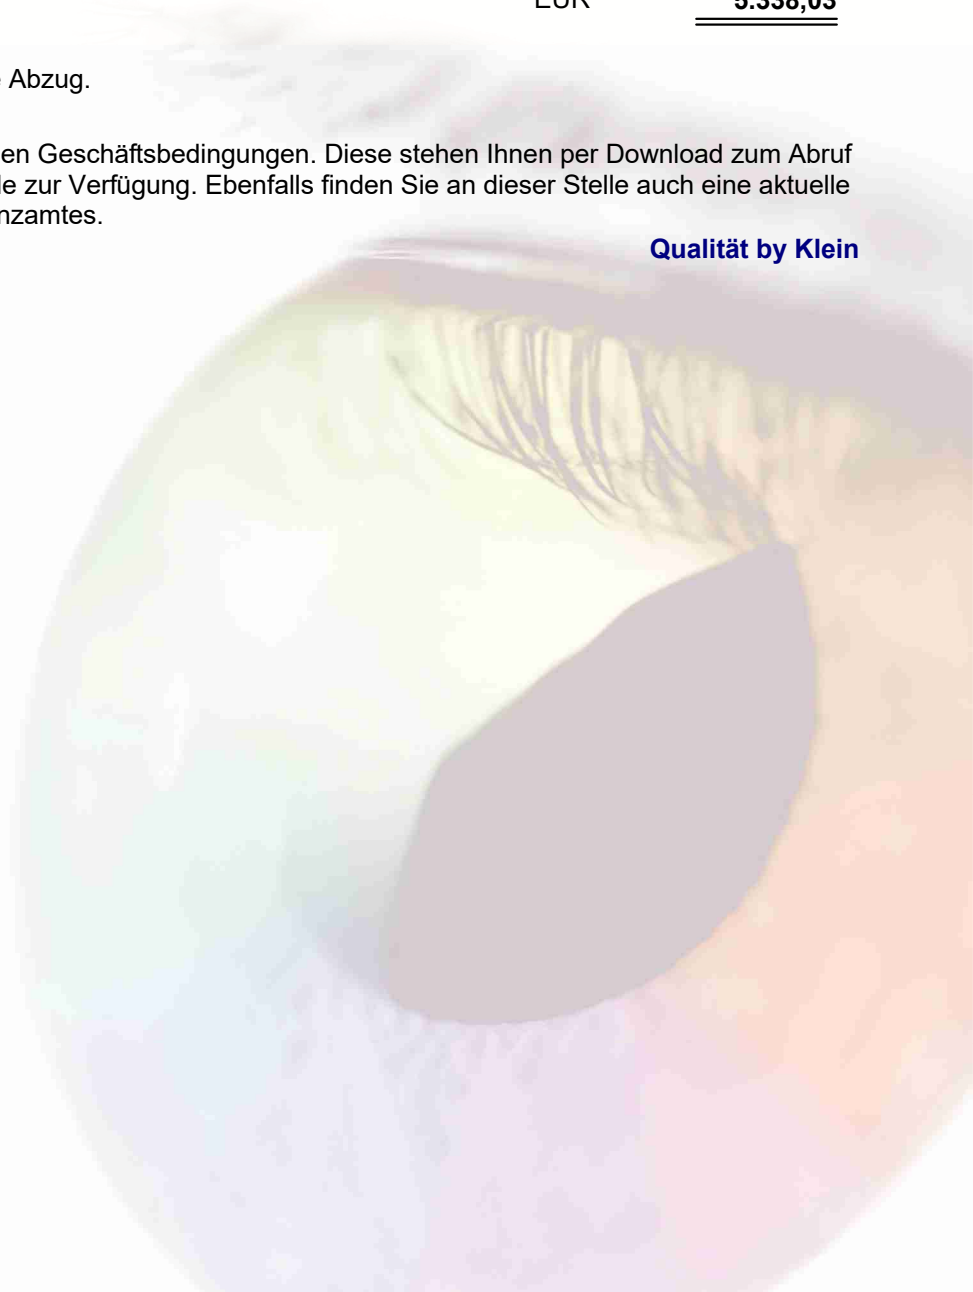 EUR 5.338,03
e Abzug.
en Geschäftsbedingungen. Diese stehen Ihnen per Download zum Abruf
le zur Verfügung. Ebenfalls finden Sie an dieser Stelle auch eine aktuelle
nzamtes.
Qualität by Klein